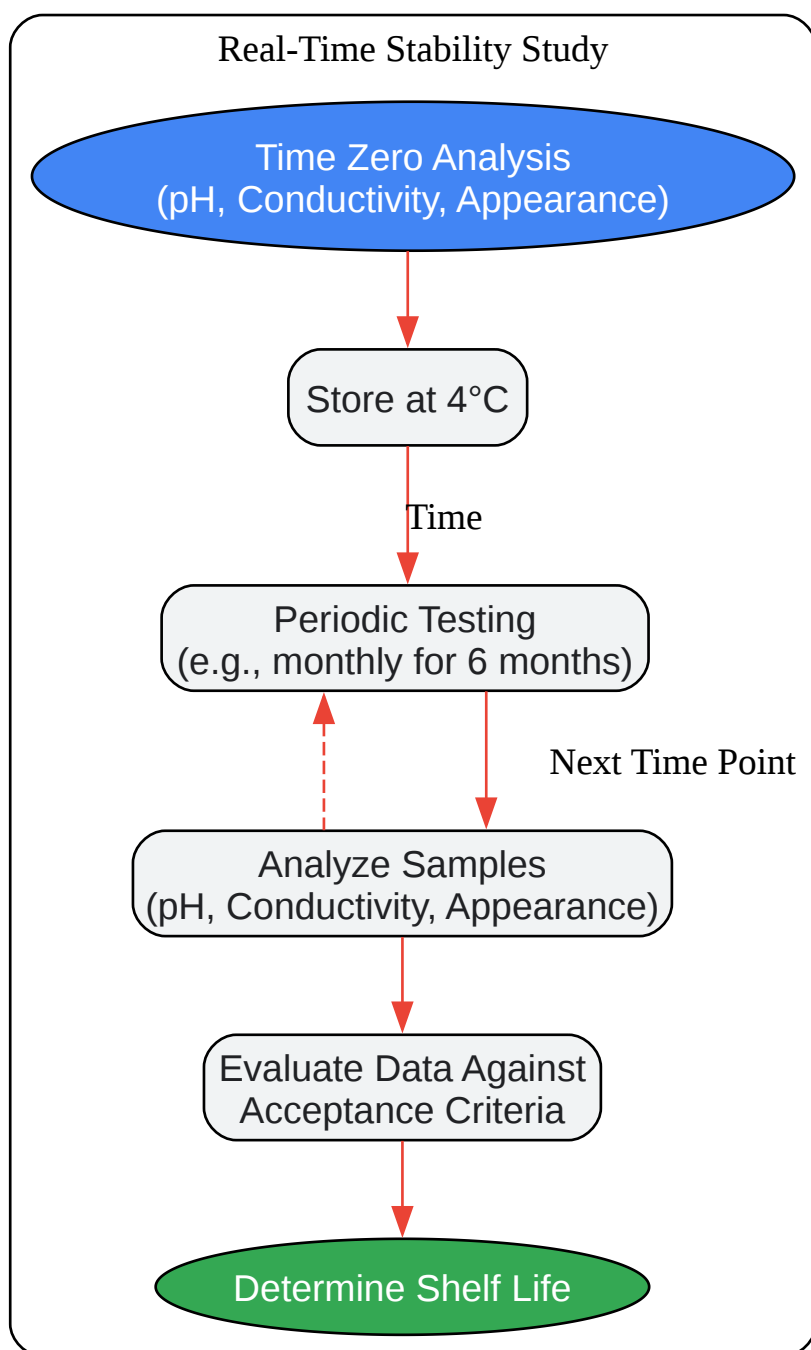 Real-Time Stability Study
Time Zero Analysis
(pH, Conductivity, Appearance)
Store at 4°C
Time
Periodic Testing
(e.g., monthly for 6 months)
Next Time Point
Analyze Samples
(pH, Conductivity, Appearance)
Evaluate Data Against
Acceptance Criteria
Determine Shelf Life